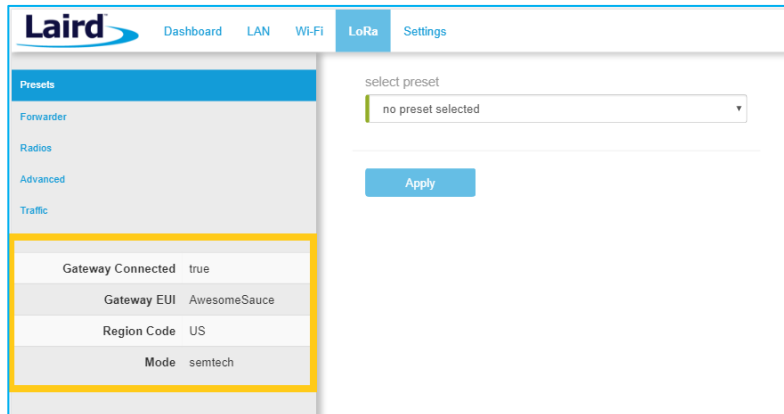 Laird
Dashboard LAN Wi-Fi LoRa Settings
Presets
Forwarder
Radios
Advanced
Traffic
Gateway Connected true
Gateway EUI AwesomeSauce
Region Code US
Mode semtech
select preset
no preset selected
Apply